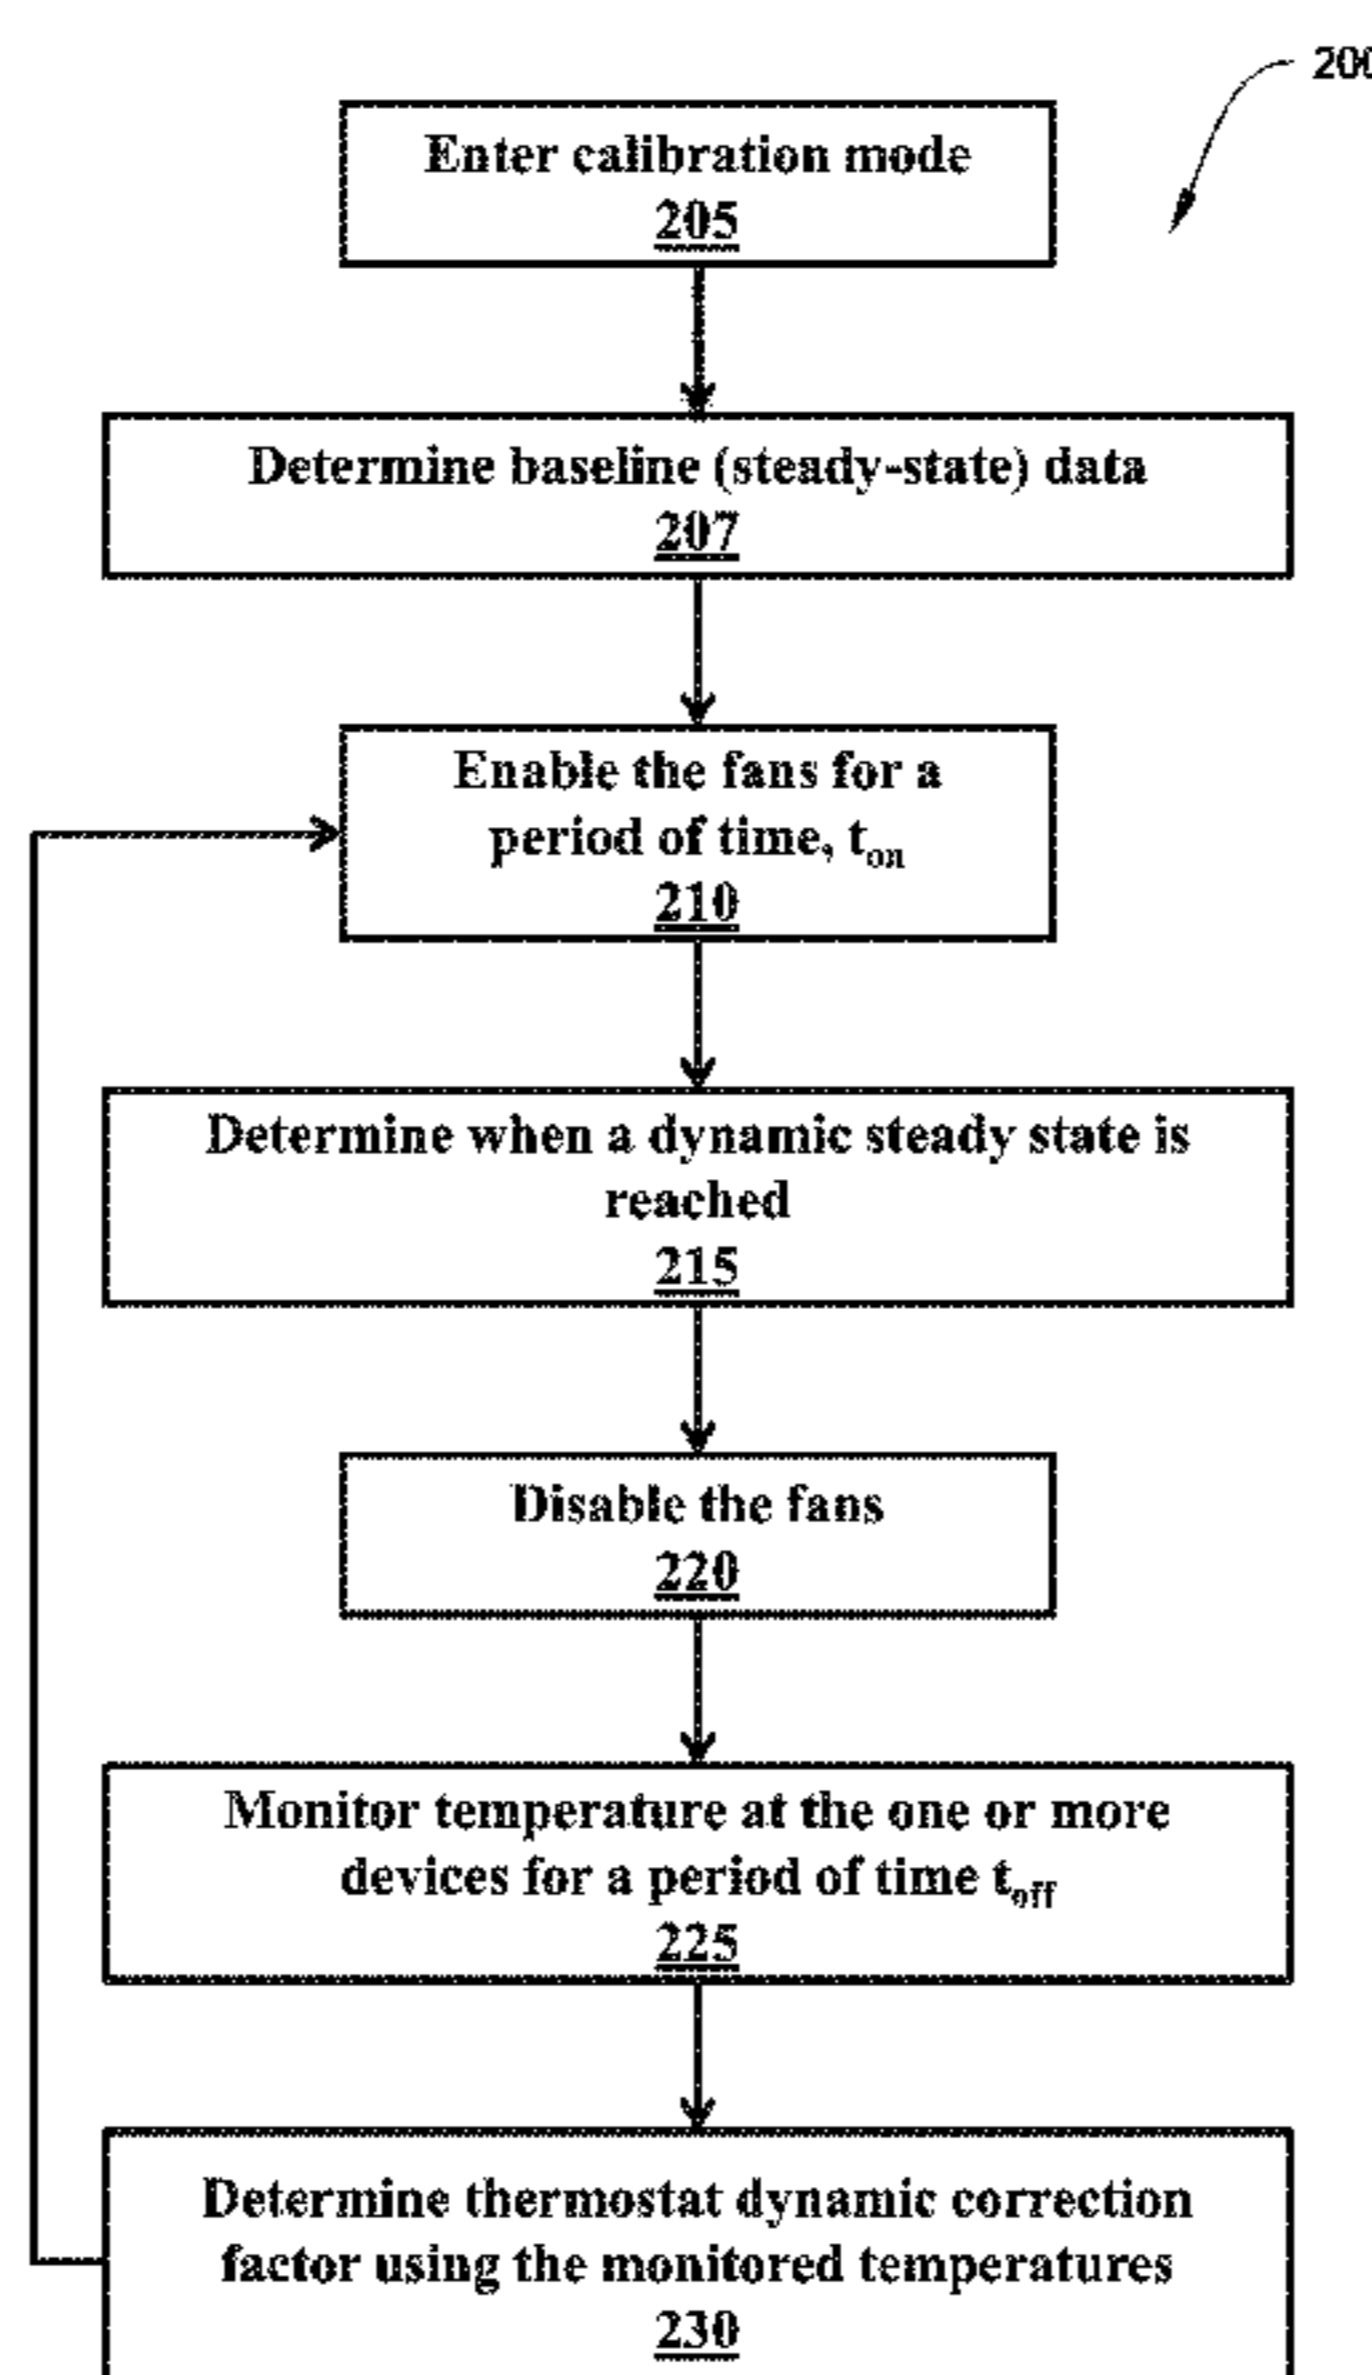 200
Enter calibration mode
205
Determine baseline (steady-state) data
207
Enable the fans for a
period of time, ton
210
Determine when a dynamic steady state is
reached
215
Disable the fans
220
Monitor temperature at the one or more
devices for a period of time toff
225
Determine thermostat dynamic correction
factor using the monitored temperatures
230